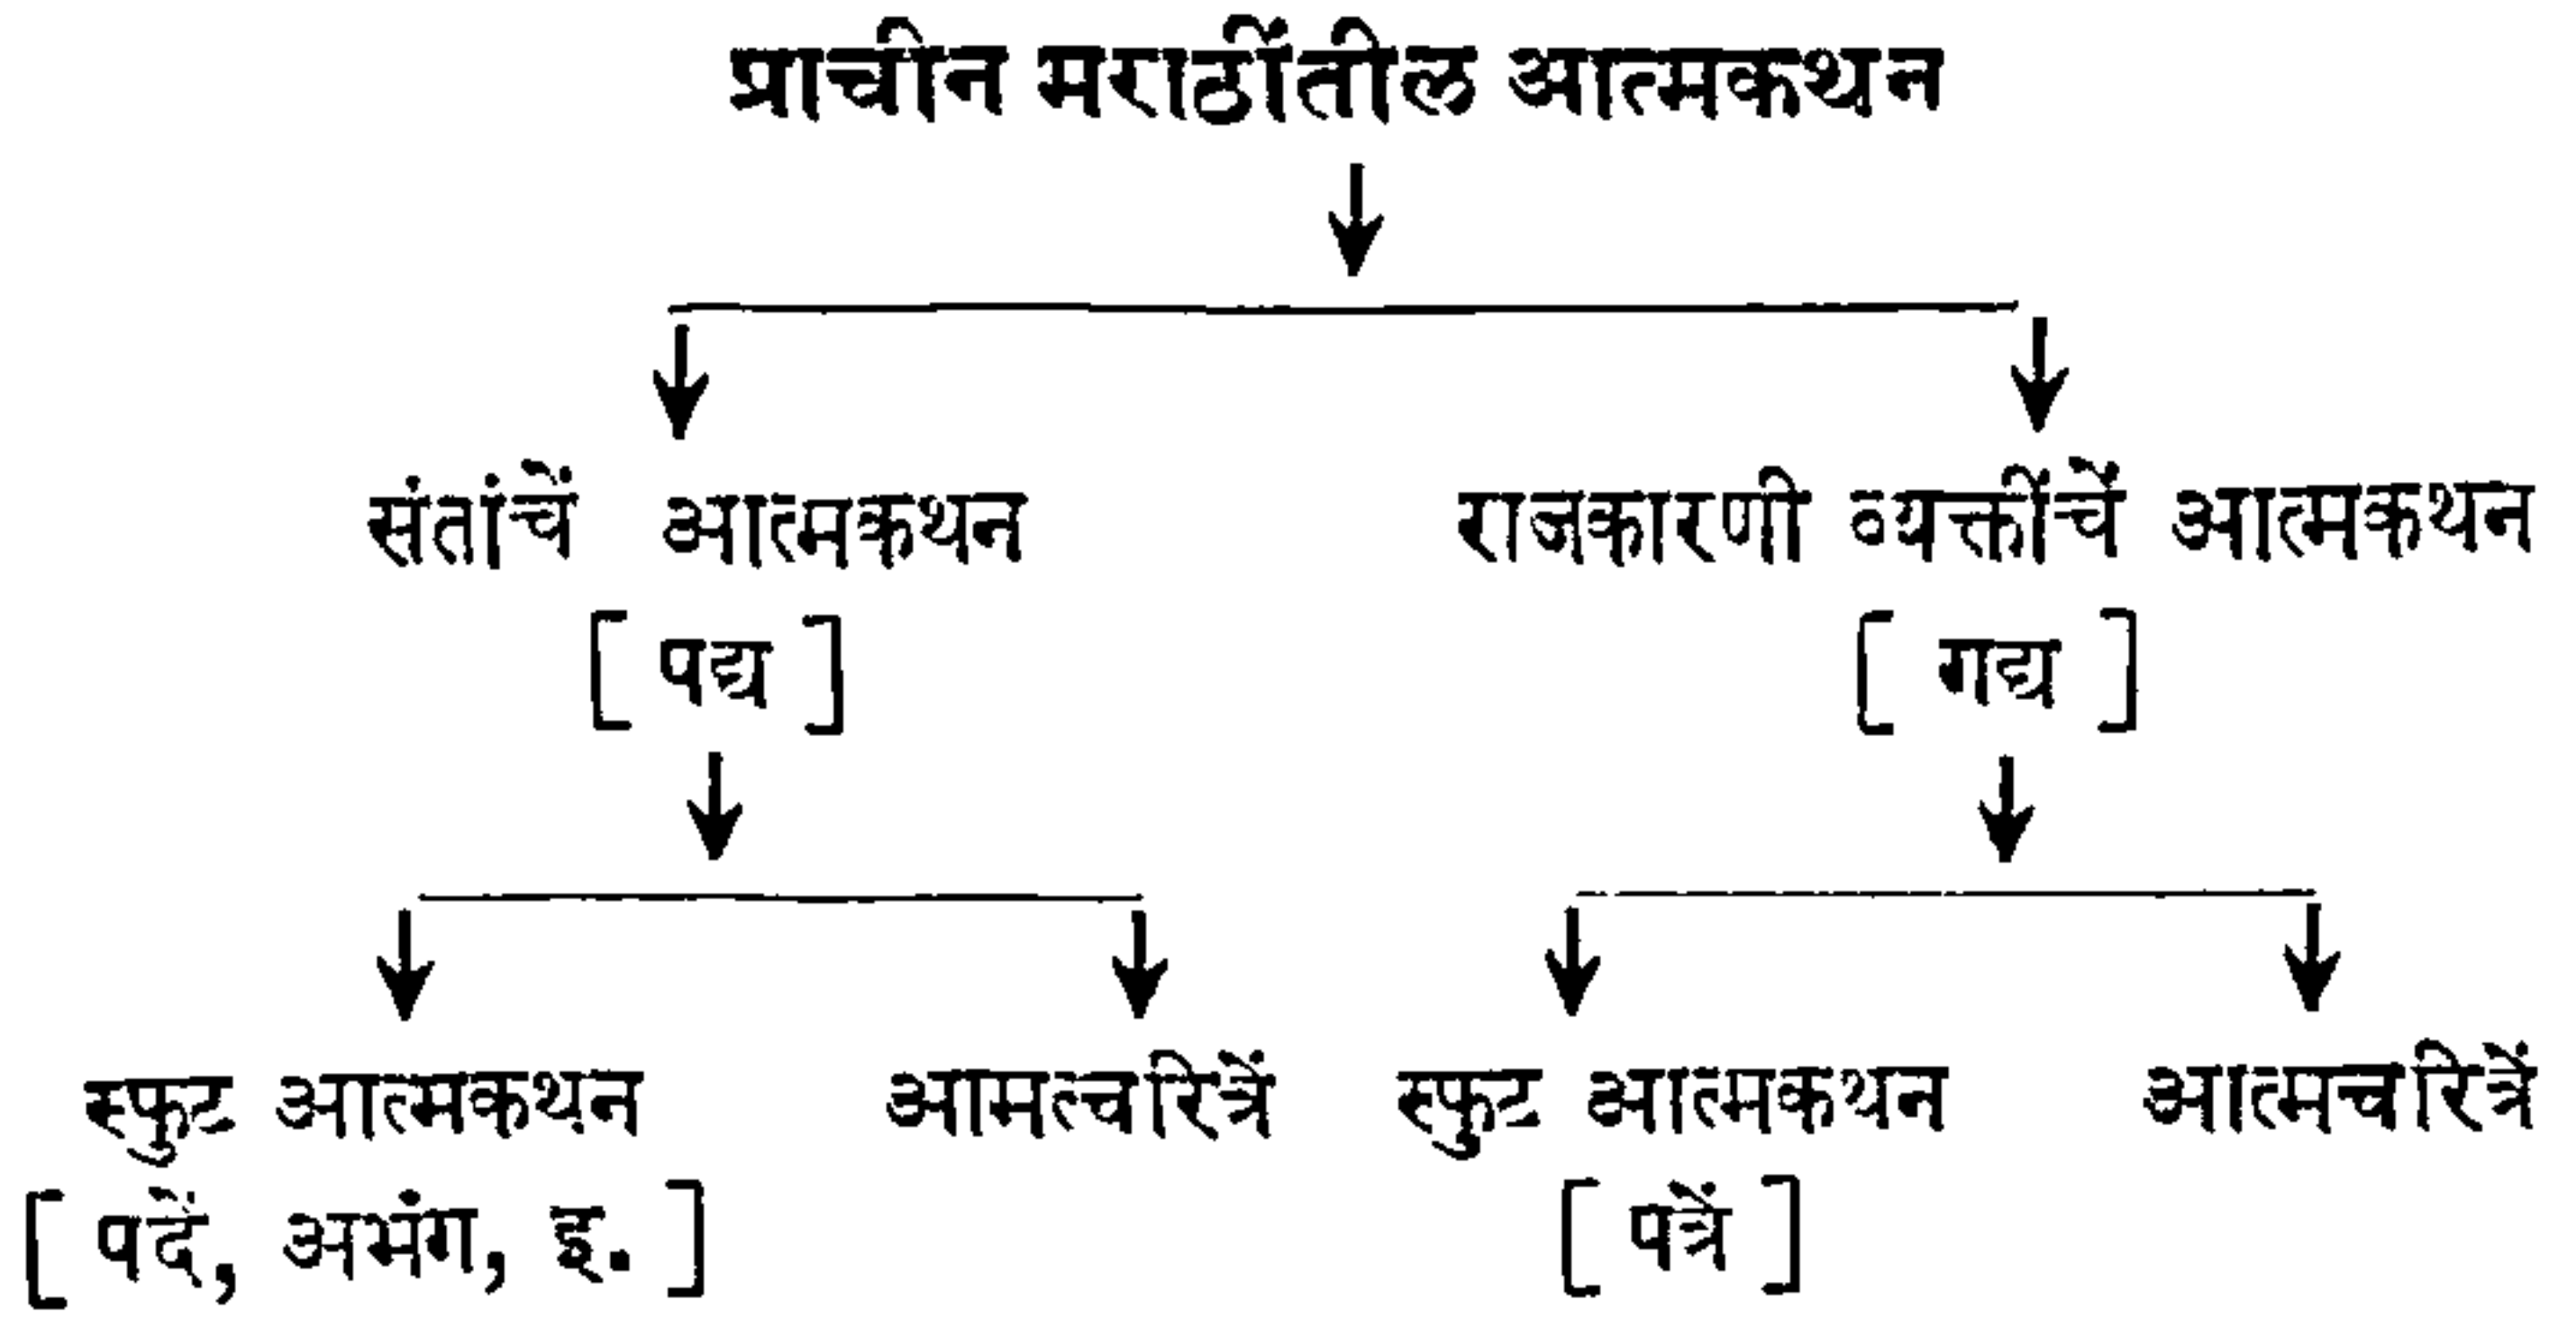 प्राचीन मराठींतील आत्मकथन
संतांचें आत्मकथन राजकारणी व्यक्तींचें आत्मकथन
[ पद्य ] [ गद्य ]
स्फुट आत्मकथन आमत्चरित्रें स्फुट आत्मकथन आत्मचरित्रें
[ पदें, अभंग, इ. ] [ पत्रें ]